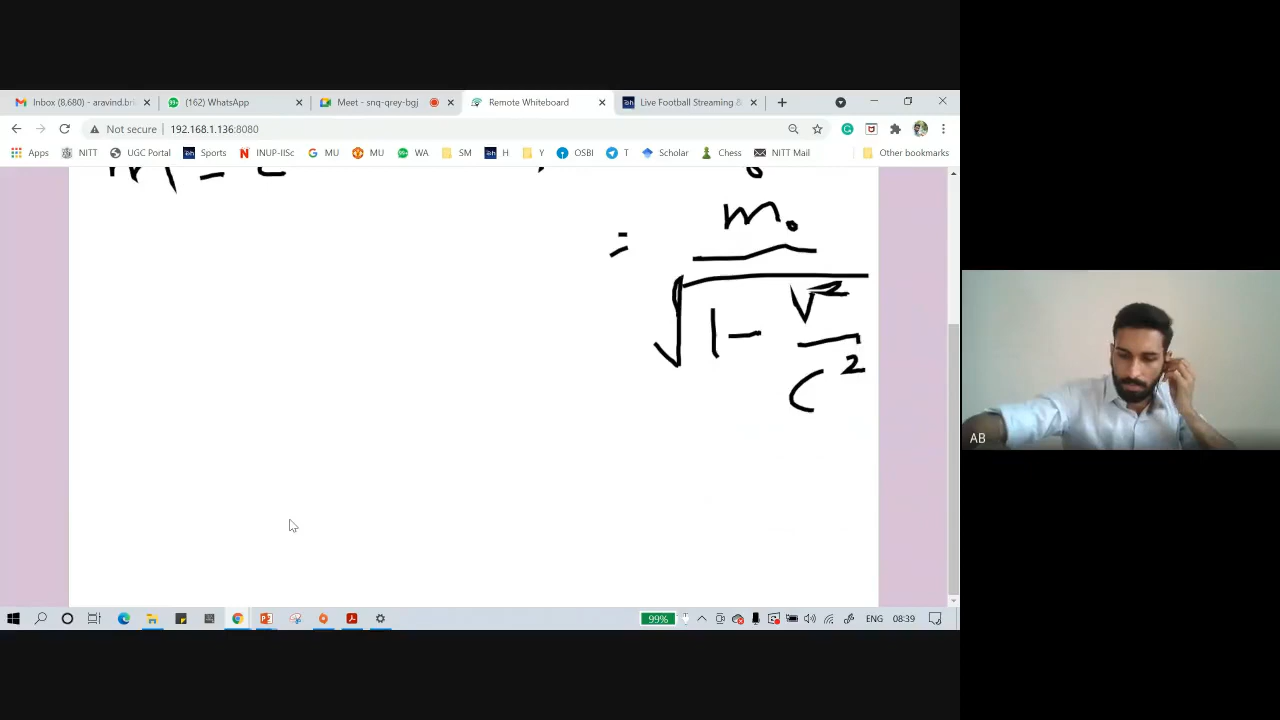 Inbox (8,680) - aravind.bri
(162) WhatsApp
Meet - snq-qrey-bgj
Remote Whiteboard
Live Football Streaming &
Not secure | 192.168.1.136:8080
Apps NITT UGC Portal Sports INUP-IISc MU MU WA SM H Y OSBI T Scholar Chess NITT Mail Other bookmarks
= m₀
√1 - v²
c²
AB
99% ENG 08:39